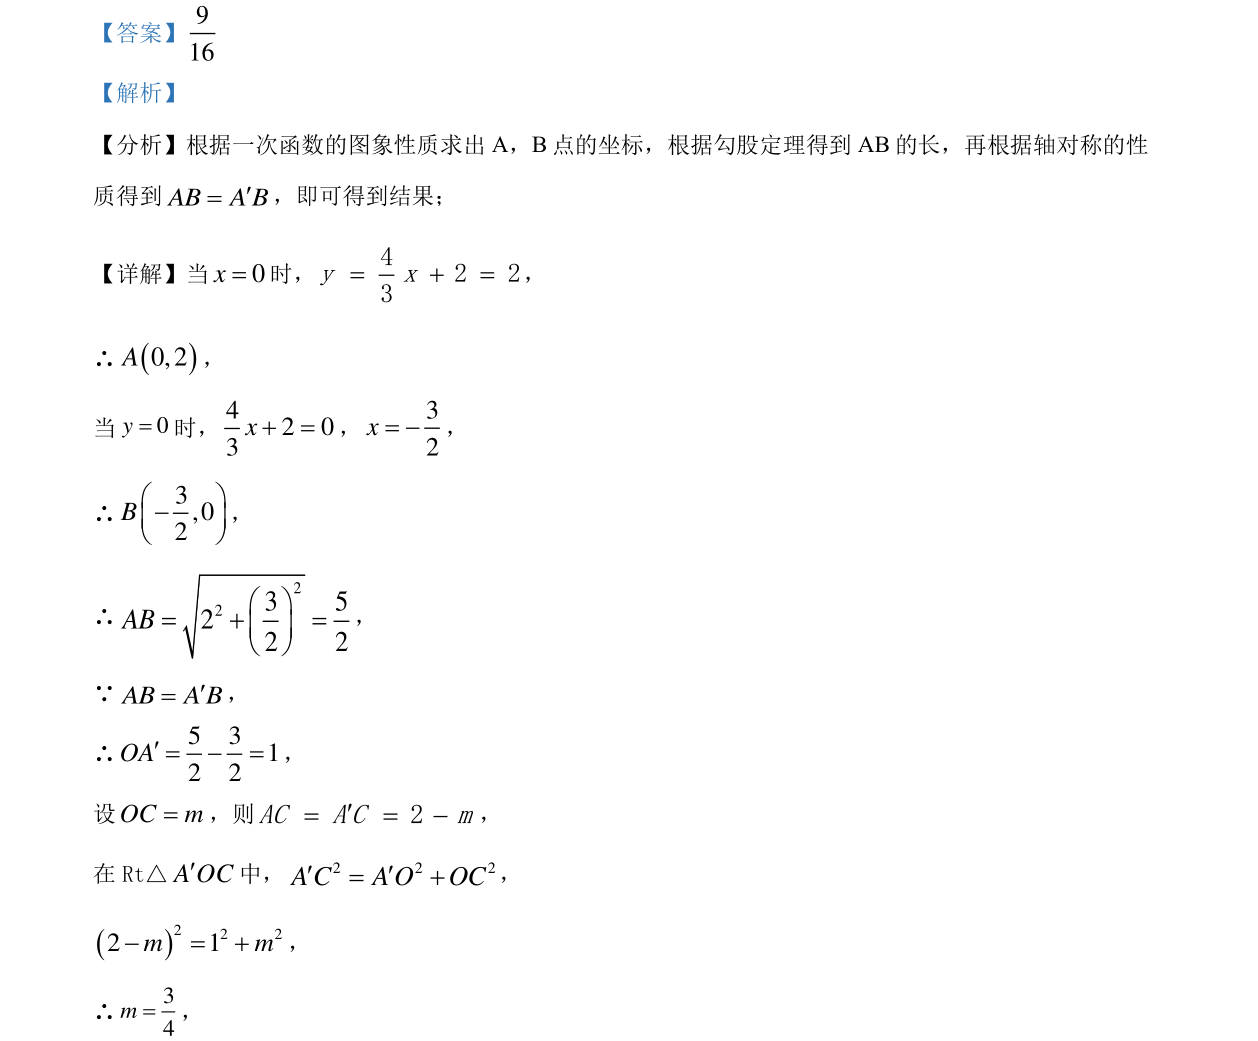 【答案】9/16
【解析】
【分析】根据一次函数的图象性质求出 A，B 点的坐标，根据勾股定理得到 AB 的长，再根据轴对称的性
质得到 AB = A′B，即可得到结果；
【详解】当 x = 0 时， y = 4/3 x + 2 = 2，
∴ A(0,2)，
当 y = 0 时，4/3 x + 2 = 0，x = −3/2，
∴ B(−3/2,0)，
∴ AB = √(2² + (3/2)²) = 5/2，
∵ AB = A′B，
∴ OA′ = 5/2 − 3/2 = 1，
设 OC = m，则 AC = A′C = 2 − m，
在 Rt△ A′OC 中，A′C² = A′O² + OC²，
(2−m)² = 1² + m²，
∴ m = 3/4，